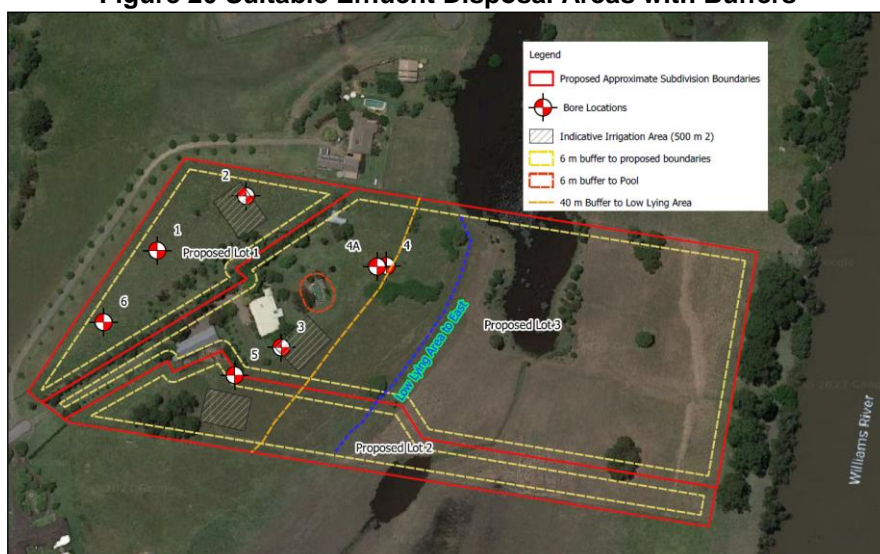 Figure 20 Suitable Effluent Disposal Areas with Buffers
Legend
Proposed Approximate Subdivision Boundaries
Bore Locations
Indicative Irrigation Area (500 m 2)
6 m buffer to proposed boundaries
6 m buffer to Pool
40 m Buffer to Low Lying Area
2
1
Proposed Lot 1
4A
4
6
3
5
Proposed Lot 3
Low Lying Area to East
Proposed Lot 2
Williams River